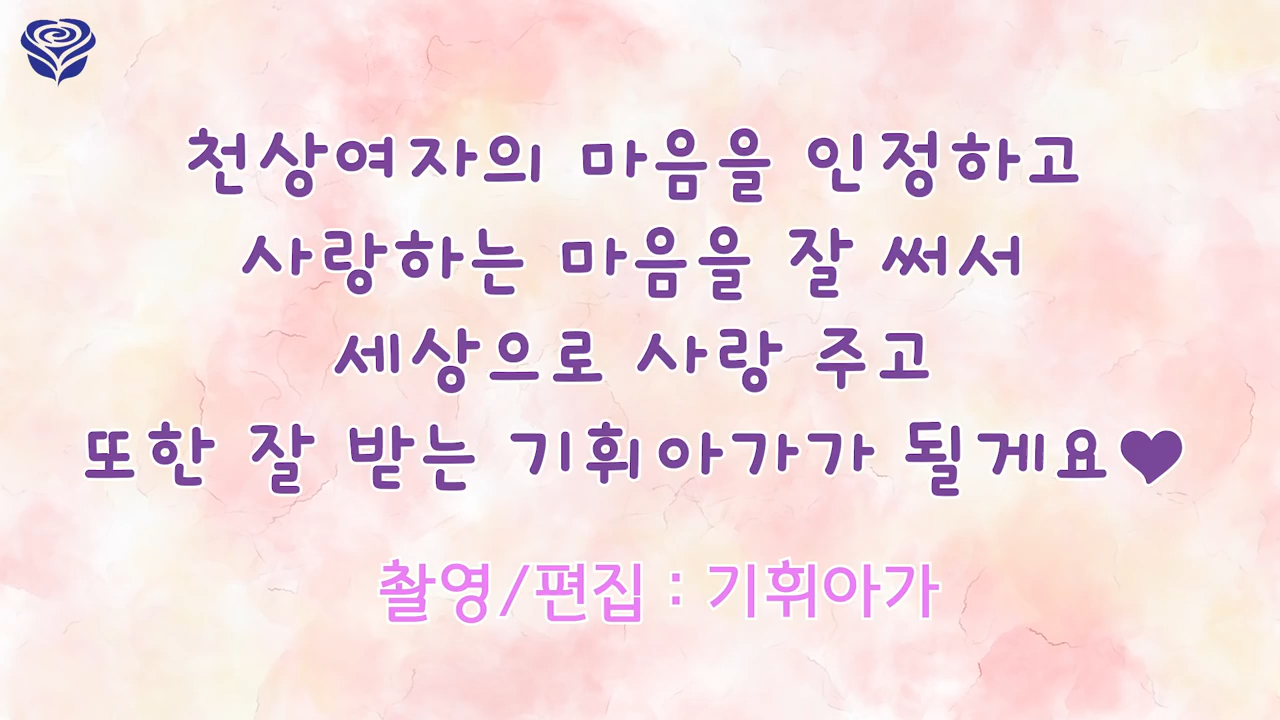 천상여자의 마음을 인정하고
사랑하는 마음을 잘 써서
세상으로 사랑 주고
또한 잘 받는 기휘아가가 될게요♥
촬영/편집 : 기휘아가